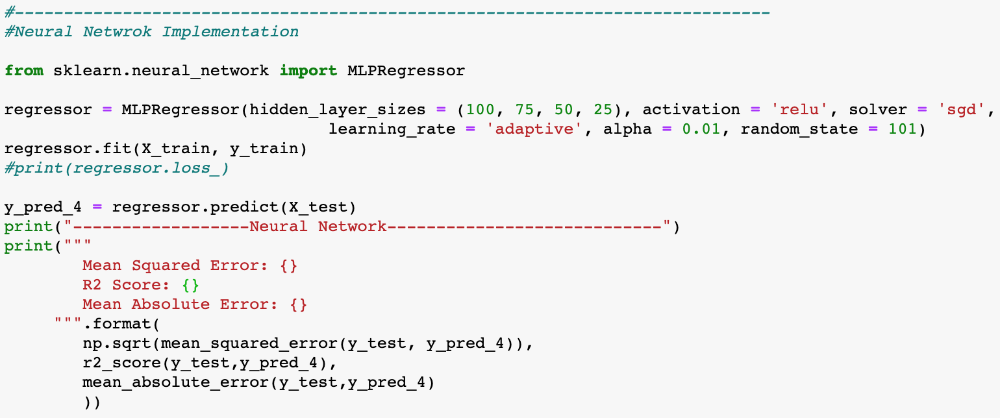 #-----------------------------------------------------------------------------
#Neural Netwrok Implementation
from sklearn.neural_network import MLPRegressor
regressor = MLPRegressor(hidden_layer_sizes = (100, 75, 50, 25), activation = 'relu', solver = 'sgd',
learning_rate = 'adaptive', alpha = 0.01, random_state = 101)
regressor.fit(X_train, y_train)
#print(regressor.loss_)
y_pred_4 = regressor.predict(X_test)
print("------------------Neural Network----------------------------")
print("""
Mean Squared Error: {}
R2 Score: {}
Mean Absolute Error: {}
""".format(
np.sqrt(mean_squared_error(y_test, y_pred_4)),
r2_score(y_test,y_pred_4),
mean_absolute_error(y_test,y_pred_4)
))